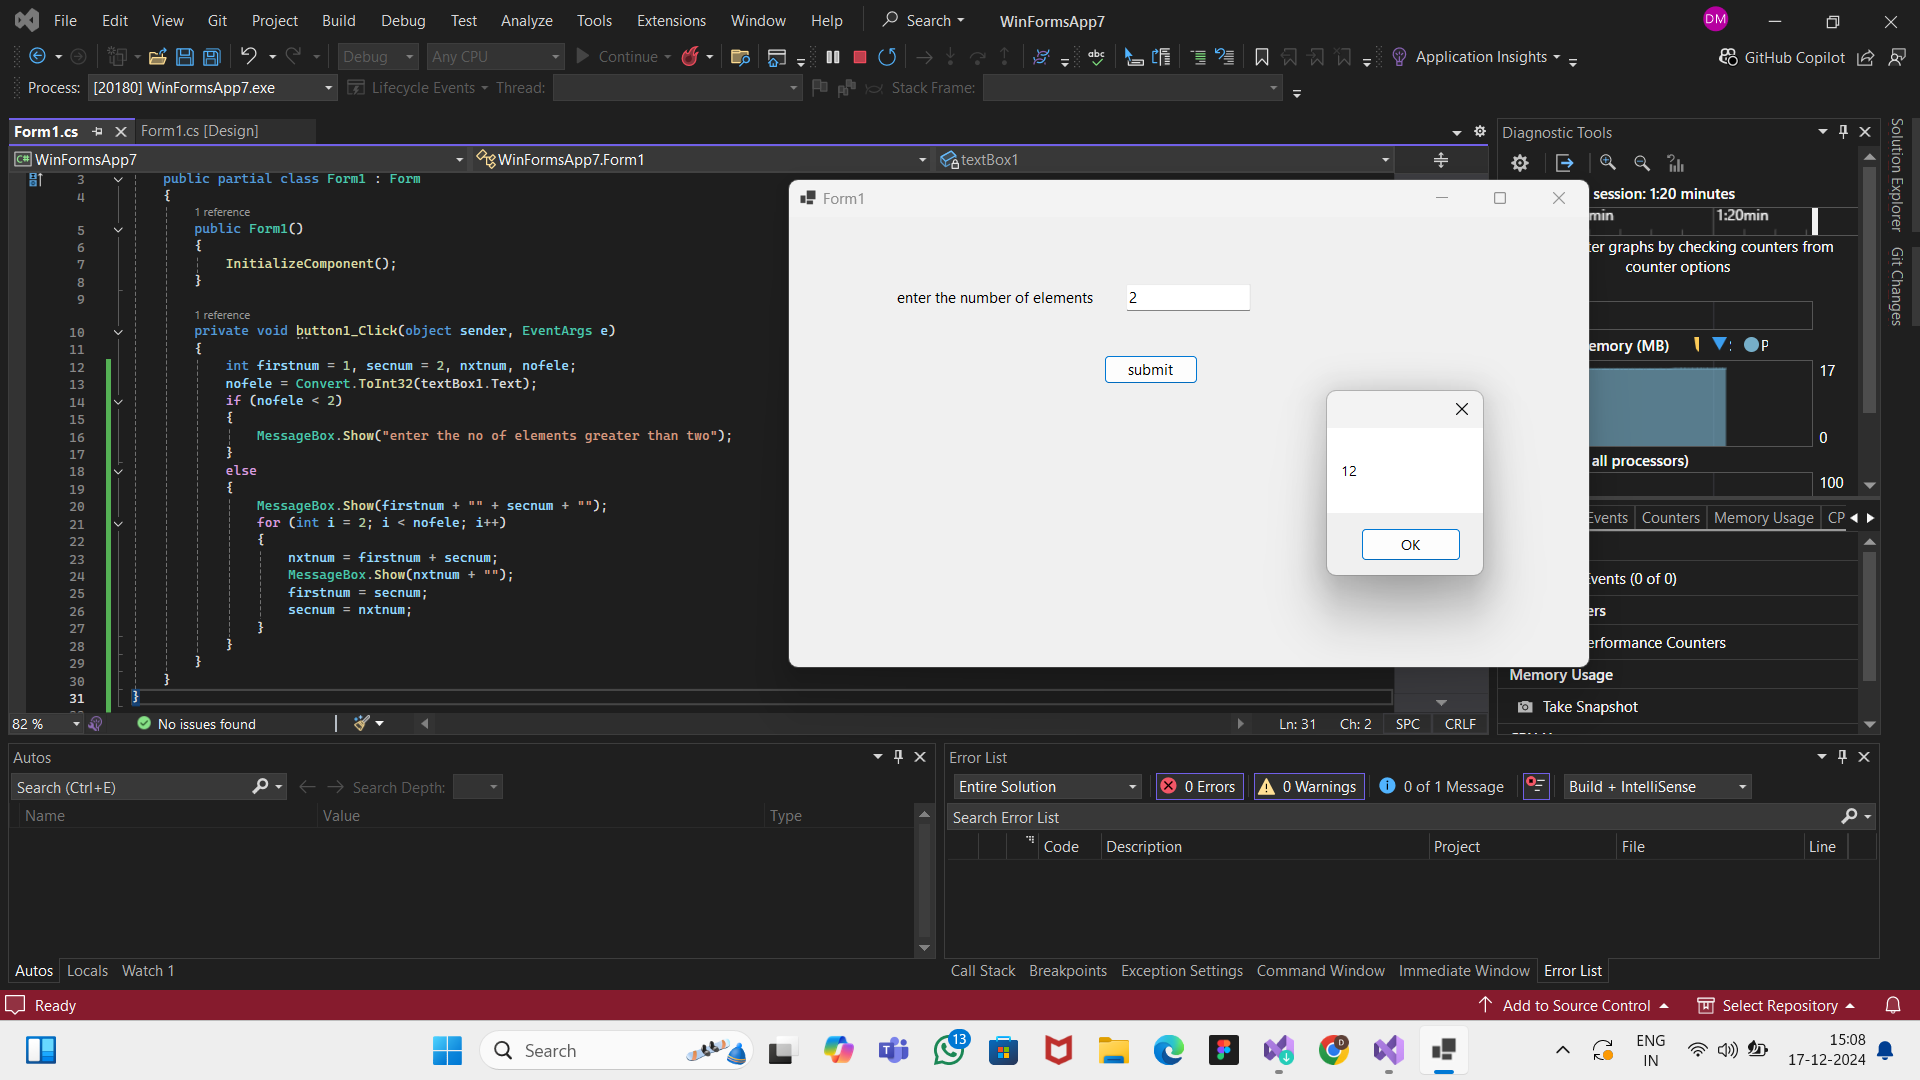 File Edit View Git Project Build Debug Test Analyze Tools Extensions Window Help Search WinFormsApp7 DM
Debug Any CPU Continue abc Application Insights GitHub Copilot
Process: [20180] WinFormsApp7.exe Lifecycle Events Thread: Stack Frame:
Form1.cs Form1.cs [Design]
C# WinFormsApp7 WinFormsApp7.Form1 textBox1
3 public partial class Form1 : Form
4 {
1 reference
5 public Form1()
6 {
7 InitializeComponent();
8 }
9
1 reference
10 private void button1_Click(object sender, EventArgs e)
11 {
12 int firstnum = 1, secnum = 2, nxtnum, nofele;
13 nofele = Convert.ToInt32(textBox1.Text);
14 if (nofele < 2)
15 {
16 MessageBox.Show("enter the no of elements greater than two");
17 }
18 else
19 {
20 MessageBox.Show(firstnum + "" + secnum + "");
21 for (int i = 2; i < nofele; i++)
22 {
23 nxtnum = firstnum + secnum;
24 MessageBox.Show(nxtnum + "");
25 firstnum = secnum;
26 secnum = nxtnum;
27 }
28 }
29 }
30 }
31 }
82 % No issues found Ln: 31 Ch: 2 SPC CRLF
Form1
enter the number of elements 2
submit
12
OK
Diagnostic Tools
session: 1:20 minutes
min 1:20min
ter graphs by checking counters from
counter options
emory (MB) P
17
0
all processors)
100
Events Counters Memory Usage CP
Events (0 of 0)
ers
erformance Counters
Memory Usage
Take Snapshot
Solution Explorer
Git Changes
Autos
Search (Ctrl+E) Search Depth:
Name Value Type
Autos Locals Watch 1
Error List
Entire Solution 0 Errors 0 Warnings 0 of 1 Message Build + IntelliSense
Search Error List
Code Description Project File Line
Call Stack Breakpoints Exception Settings Command Window Immediate Window Error List
Ready Add to Source Control Select Repository
Search 13 D ENG
IN
15:08
17-12-2024